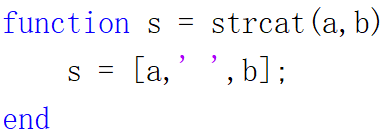 function s = strcat(a,b)
    s = [a,' ',b];
end